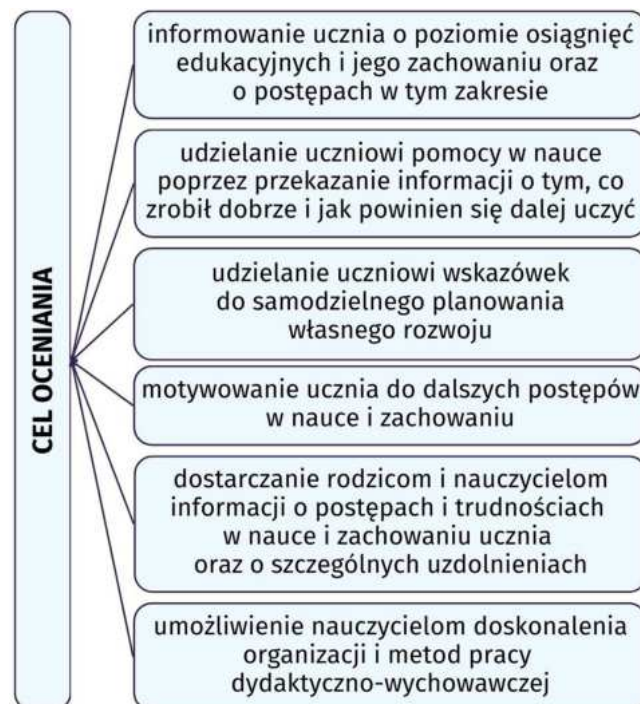 CEL OCENIANIA
informowanie ucznia o poziomie osiągnięć
edukacyjnych i jego zachowaniu oraz
o postępach w tym zakresie
udzielanie uczniowi pomocy w nauce
poprzez przekazanie informacji o tym, co
zrobił dobrze i jak powinien się dalej uczyć
udzielanie uczniowi wskazówek
do samodzielnego planowania
własnego rozwoju
motywowanie ucznia do dalszych postępów
w nauce i zachowaniu
dostarczanie rodzicom i nauczycielom
informacji o postępach i trudnościach
w nauce i zachowaniu ucznia
oraz o szczególnych uzdolnieniach
umożliwienie nauczycielom doskonalenia
organizacji i metod pracy
dydaktyczno-wychowawczej